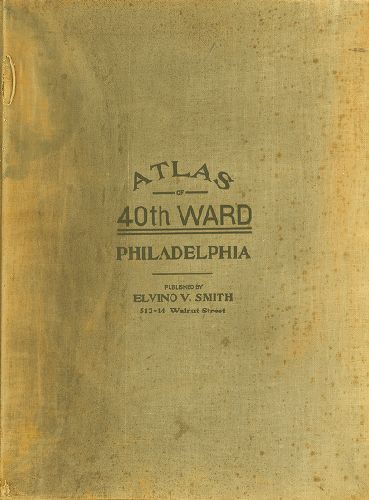 ATLAS
OF
40th WARD
PHILADELPHIA
PUBLISHED BY
ELVINO V. SMITH
513-14 Walnut Street